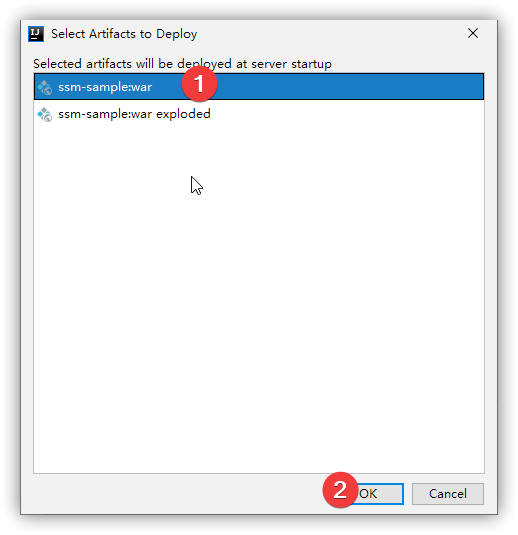 Select Artifacts to Deploy
Selected artifacts will be deployed at server startup
ssm-sample:war 1
ssm-sample:war exploded
2 OK Cancel